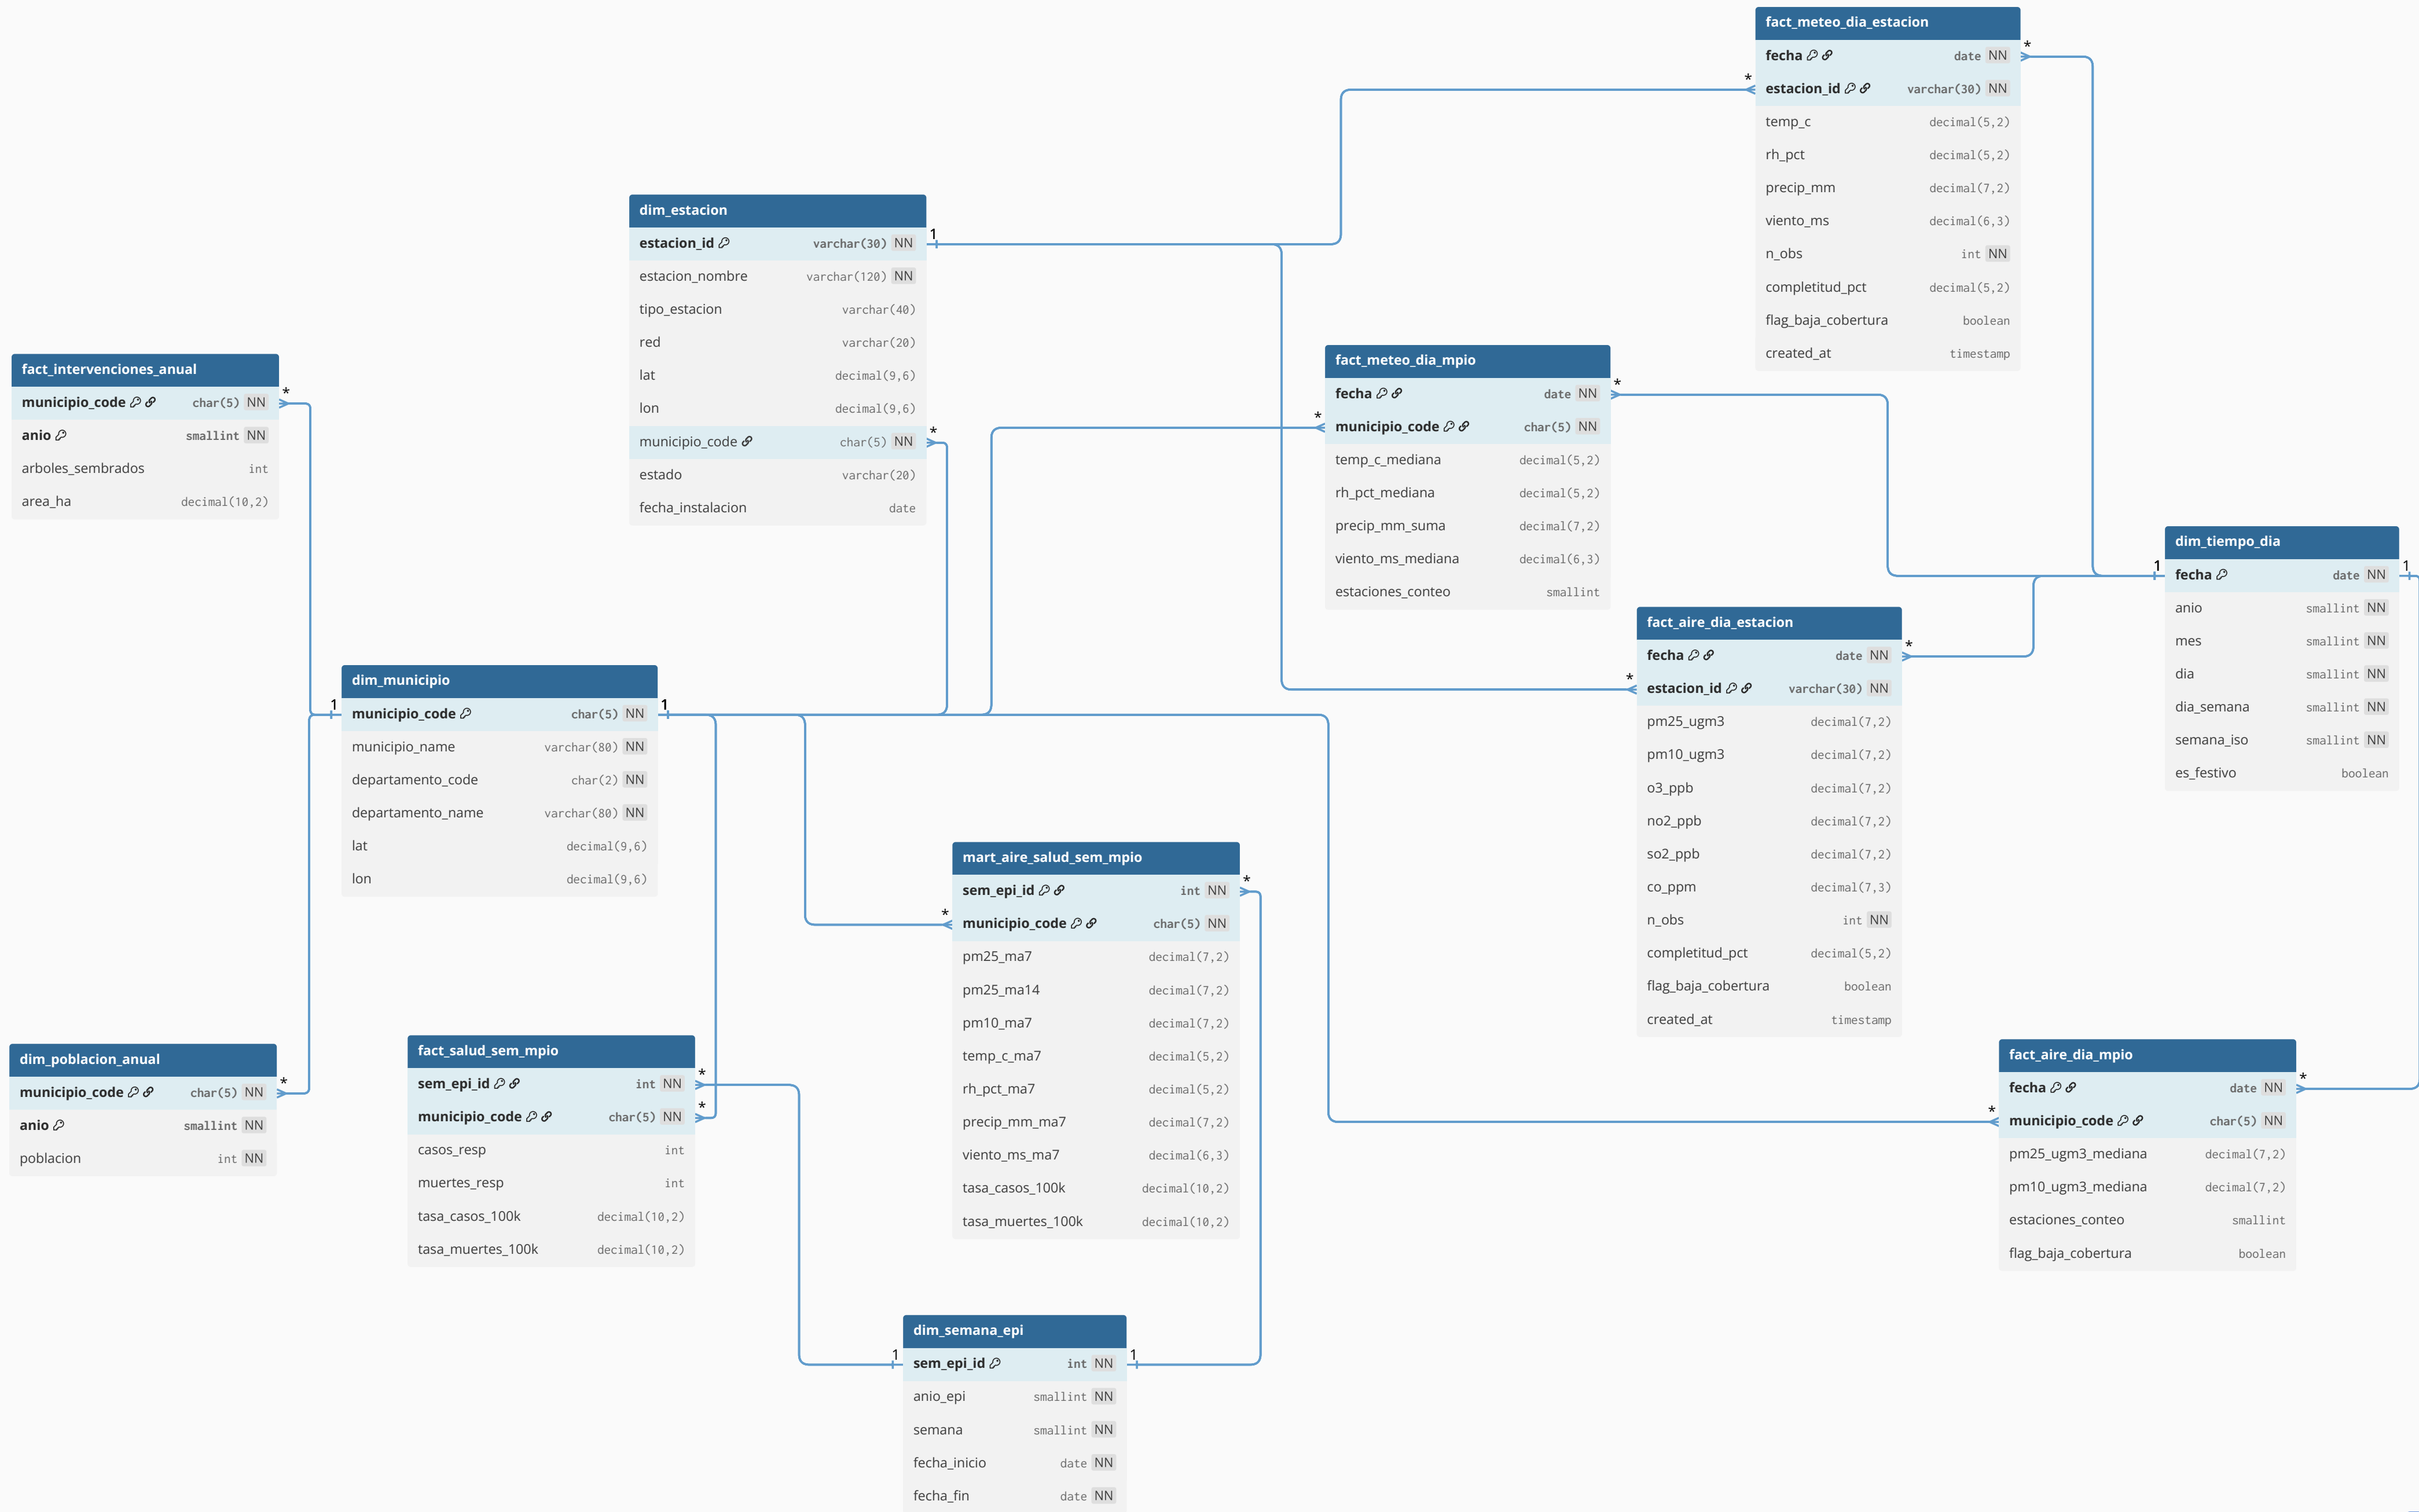 fact_meteo_dia_estacion
fecha date NN
estacion_id varchar(30) NN
temp_c decimal(5,2)
rh_pct decimal(5,2)
precip_mm decimal(7,2)
viento_ms decimal(6,3)
n_obs int NN
completitud_pct decimal(5,2)
flag_baja_cobertura boolean
created_at timestamp
*
*
dim_estacion
estacion_id varchar(30) NN
estacion_nombre varchar(120) NN
tipo_estacion varchar(40)
red varchar(20)
lat decimal(9,6)
lon decimal(9,6)
municipio_code char(5) NN
estado varchar(20)
fecha_instalacion date
1
*
fact_meteo_dia_mpio
fecha date NN
municipio_code char(5) NN
temp_c_mediana decimal(5,2)
rh_pct_mediana decimal(5,2)
precip_mm_suma decimal(7,2)
viento_ms_mediana decimal(6,3)
estaciones_conteo smallint
*
*
fact_intervenciones_anual
municipio_code char(5) NN
anio smallint NN
arboles_sembrados int
area_ha decimal(10,2)
*
dim_tiempo_dia
fecha date NN
anio smallint NN
mes smallint NN
dia smallint NN
dia_semana smallint NN
semana_iso smallint NN
es_festivo boolean
1
1
fact_aire_dia_estacion
fecha date NN
estacion_id varchar(30) NN
pm25_ugm3 decimal(7,2)
pm10_ugm3 decimal(7,2)
o3_ppb decimal(7,2)
no2_ppb decimal(7,2)
so2_ppb decimal(7,2)
co_ppm decimal(7,3)
n_obs int NN
completitud_pct decimal(5,2)
flag_baja_cobertura boolean
created_at timestamp
*
*
dim_municipio
municipio_code char(5) NN
municipio_name varchar(80) NN
departamento_code char(2) NN
departamento_name varchar(80) NN
lat decimal(9,6)
lon decimal(9,6)
1
1
mart_aire_salud_sem_mpio
sem_epi_id int NN
municipio_code char(5) NN
pm25_ma7 decimal(7,2)
pm25_ma14 decimal(7,2)
pm10_ma7 decimal(7,2)
temp_c_ma7 decimal(5,2)
rh_pct_ma7 decimal(5,2)
precip_mm_ma7 decimal(7,2)
viento_ms_ma7 decimal(6,3)
tasa_casos_100k decimal(10,2)
tasa_muertes_100k decimal(10,2)
*
*
dim_poblacion_anual
municipio_code char(5) NN
anio smallint NN
poblacion int NN
*
fact_salud_sem_mpio
sem_epi_id int NN
municipio_code char(5) NN
casos_resp int
muertes_resp int
tasa_casos_100k decimal(10,2)
tasa_muertes_100k decimal(10,2)
*
*
fact_aire_dia_mpio
fecha date NN
municipio_code char(5) NN
pm25_ugm3_mediana decimal(7,2)
pm10_ugm3_mediana decimal(7,2)
estaciones_conteo smallint
flag_baja_cobertura boolean
*
*
dim_semana_epi
sem_epi_id int NN
anio_epi smallint NN
semana smallint NN
fecha_inicio date NN
fecha_fin date NN
1
1